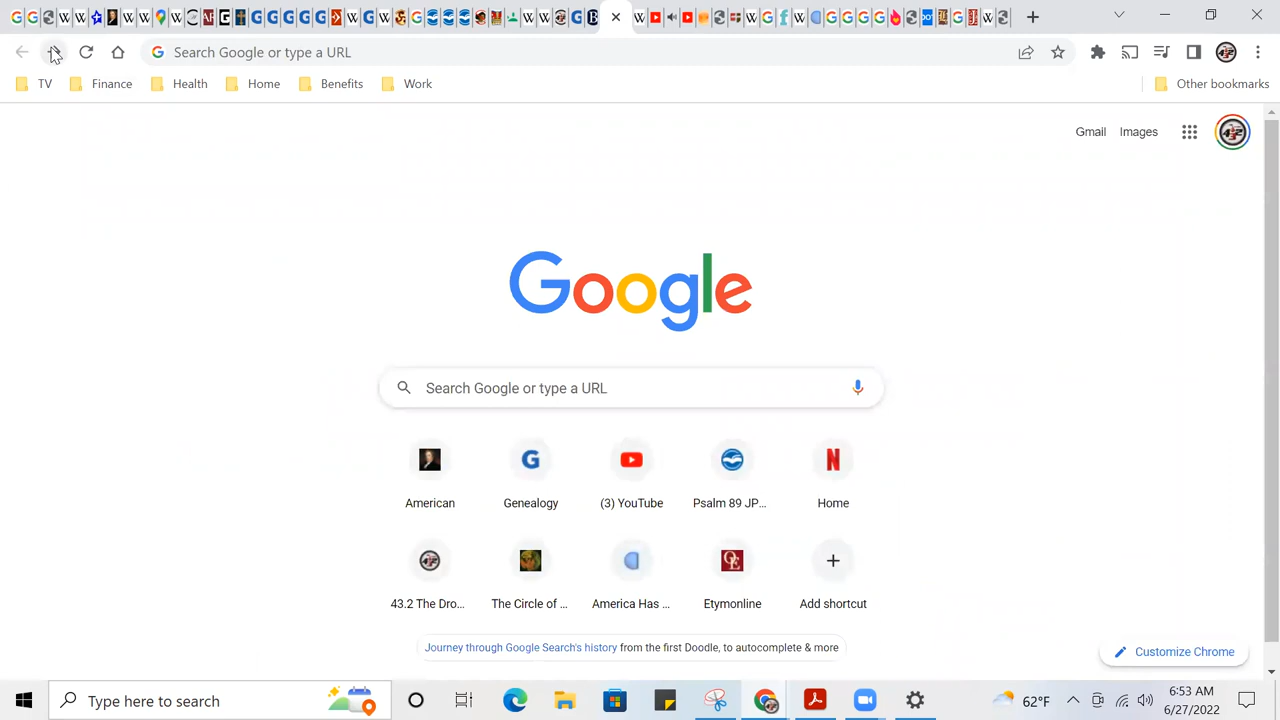 Search Google or type a URL
TV Finance Health Home Benefits Work Other bookmarks
Gmail Images
Google
Search Google or type a URL
American Genealogy (3) YouTube Psalm 89 JP... Home
43.2 The Dro... The Circle of ... America Has ... Etymonline Add shortcut
Journey through Google Search's history from the first Doodle, to autocomplete & more
Customize Chrome
Type here to search
62°F
6:53 AM
6/27/2022